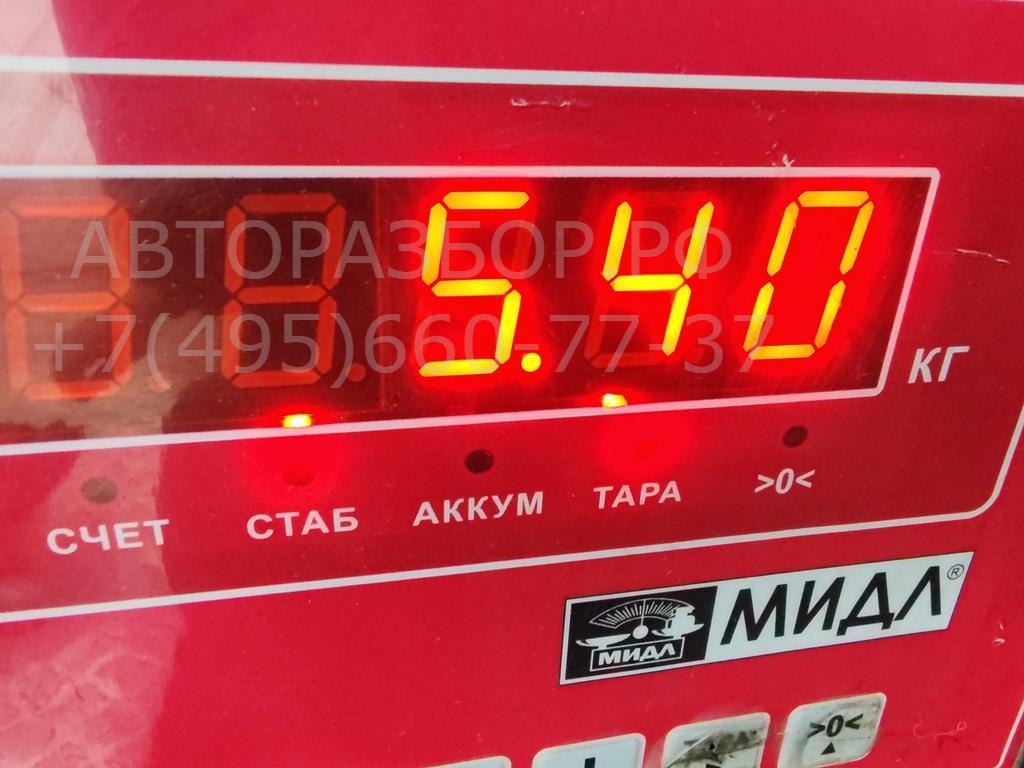 АВТОРАЗБОР.РФ
+7(495)660-77-37
5.40
КГ
СЧЕТ СТАБ АККУМ ТАРА >0<
МИДЛ МИДЛ®
>0<